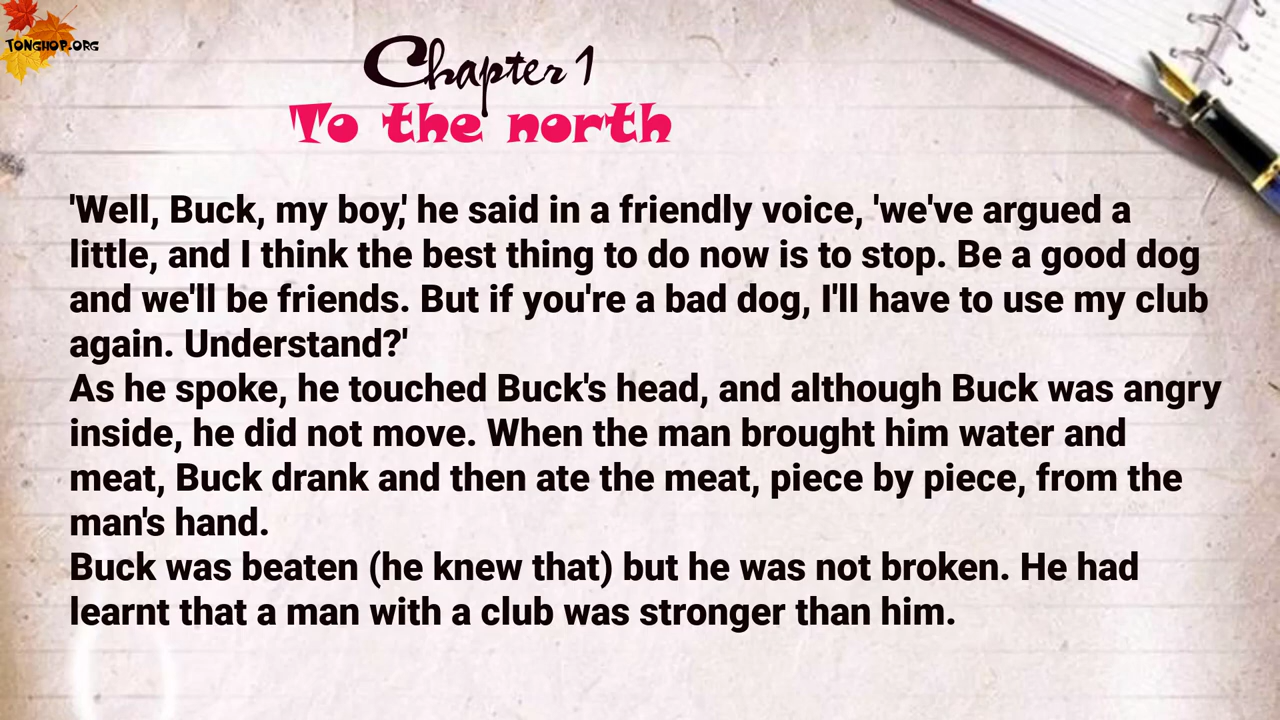 TONGHOP.ORG
Chapter 1
To the north
'Well, Buck, my boy,' he said in a friendly voice, 'we've argued a
little, and I think the best thing to do now is to stop. Be a good dog
and we'll be friends. But if you're a bad dog, I'll have to use my club
again. Understand?'
As he spoke, he touched Buck's head, and although Buck was angry
inside, he did not move. When the man brought him water and
meat, Buck drank and then ate the meat, piece by piece, from the
man's hand.
Buck was beaten (he knew that) but he was not broken. He had
learnt that a man with a club was stronger than him.